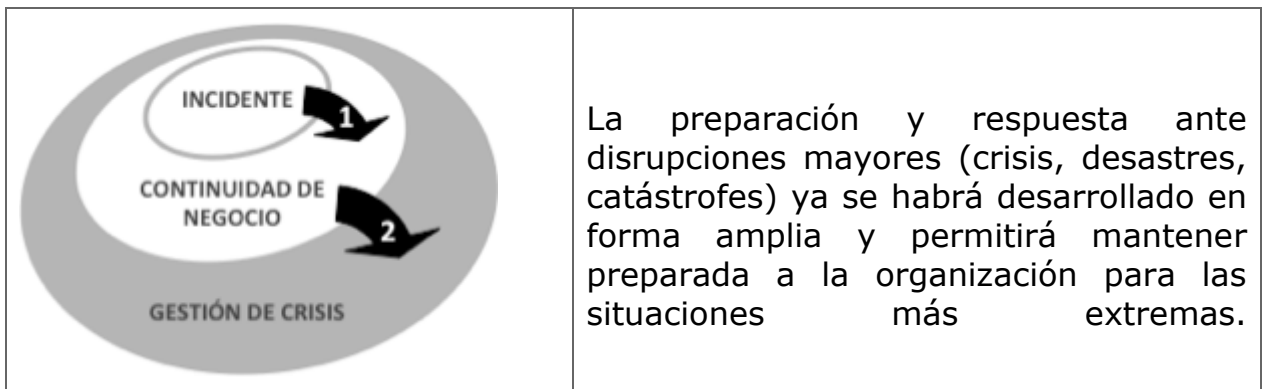 INCIDENTE
1
CONTINUIDAD DE
NEGOCIO
2
GESTIÓN DE CRISIS
La preparación y respuesta ante
disrupciones mayores (crisis, desastres,
catástrofes) ya se habrá desarrollado en
forma amplia y permitirá mantener
preparada a la organización para las
situaciones más extremas.